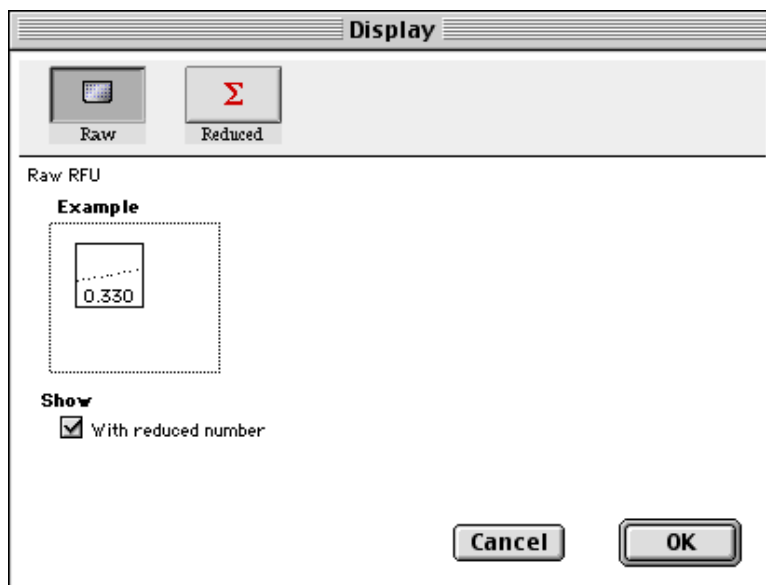 Display
Σ
Raw Reduced
Raw RFU
Example
0.330
Show
With reduced number
Cancel OK